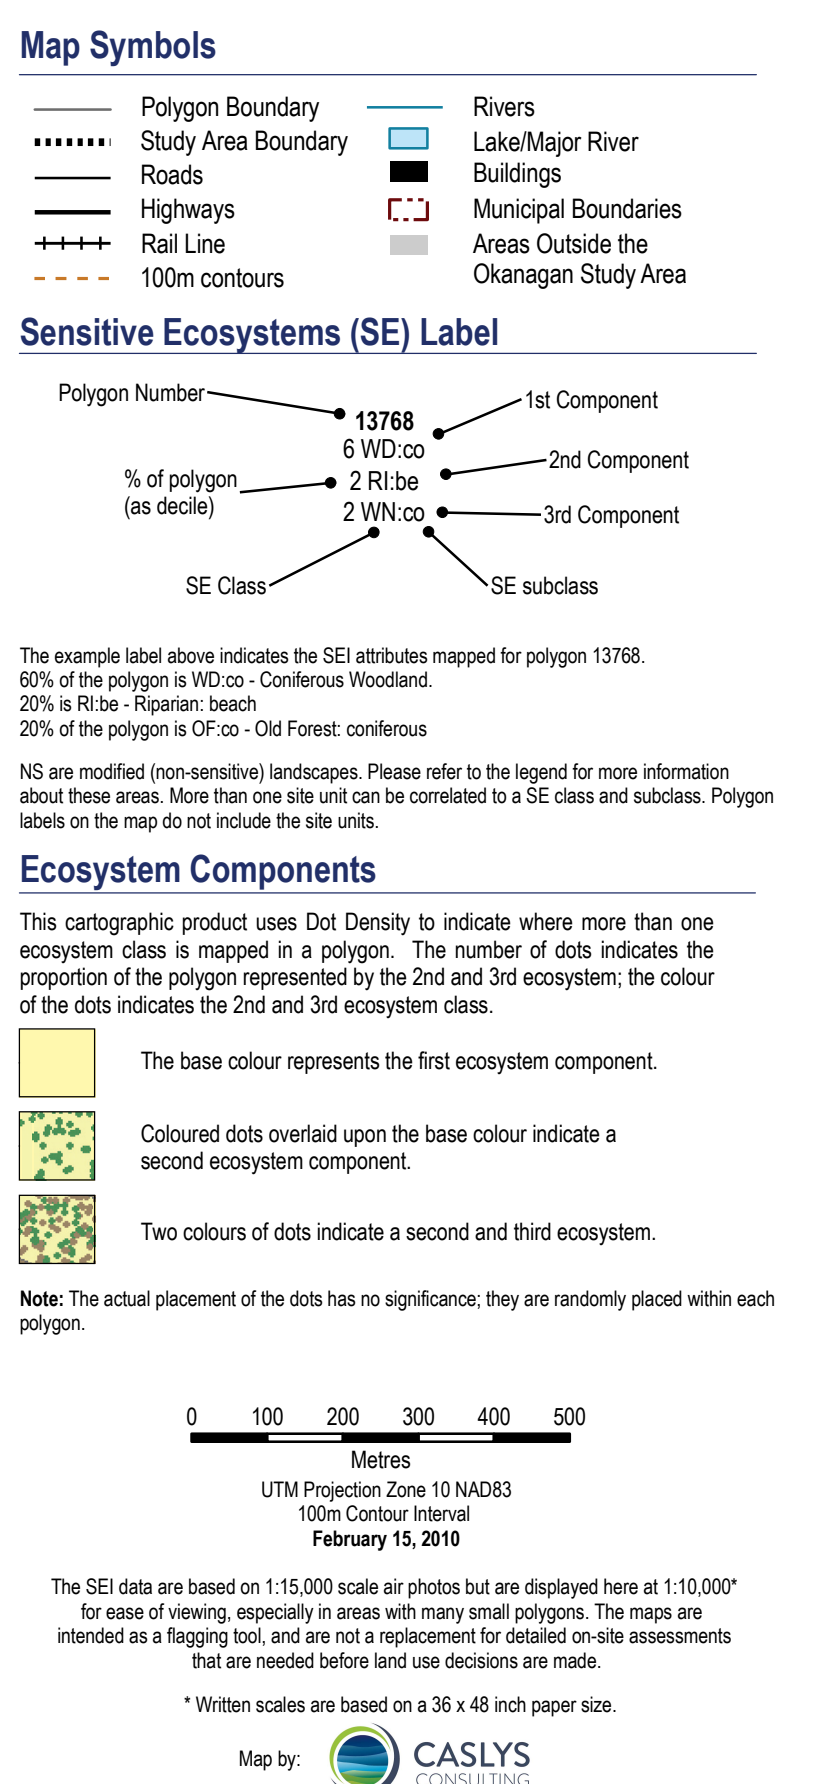 Map Symbols
Polygon Boundary
Study Area Boundary
Roads
Highways
Rail Line
100m contours
Rivers
Lake/Major River
Buildings
Municipal Boundaries
Areas Outside the
Okanagan Study Area
Sensitive Ecosystems (SE) Label
Polygon Number
13768
1st Component
6 WD:co
2nd Component
% of polygon
(as decile)
2 RI:be
2 WN:co
3rd Component
SE Class
SE subclass
The example label above indicates the SEI attributes mapped for polygon 13768.
60% of the polygon is WD:co - Coniferous Woodland.
20% is RI:be - Riparian: beach
20% of the polygon is OF:co - Old Forest: coniferous
NS are modified (non-sensitive) landscapes. Please refer to the legend for more information
about these areas. More than one site unit can be correlated to a SE class and subclass. Polygon
labels on the map do not include the site units.
Ecosystem Components
This cartographic product uses Dot Density to indicate where more than one
ecosystem class is mapped in a polygon. The number of dots indicates the
proportion of the polygon represented by the 2nd and 3rd ecosystem; the colour
of the dots indicates the 2nd and 3rd ecosystem class.
The base colour represents the first ecosystem component.
Coloured dots overlaid upon the base colour indicate a
second ecosystem component.
Two colours of dots indicate a second and third ecosystem.
Note: The actual placement of the dots has no significance; they are randomly placed within each
polygon.
0 100 200 300 400 500
Metres
UTM Projection Zone 10 NAD83
100m Contour Interval
February 15, 2010
The SEI data are based on 1:15,000 scale air photos but are displayed here at 1:10,000*
for ease of viewing, especially in areas with many small polygons. The maps are
intended as a flagging tool, and are not a replacement for detailed on-site assessments
that are needed before land use decisions are made.
* Written scales are based on a 36 x 48 inch paper size.
Map by:
CASLYS
CONSULTING